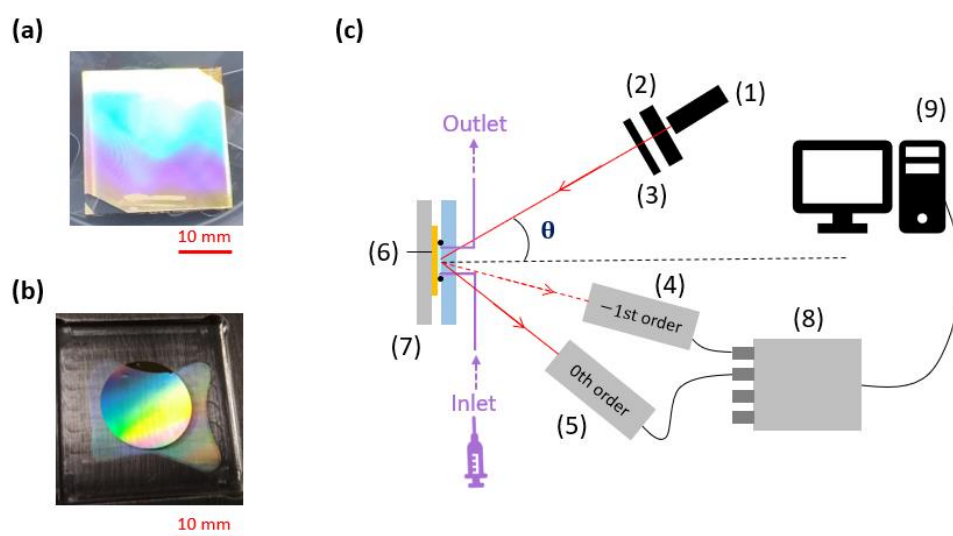 (a)
10 mm
(b)
10 mm
(c)
(1)
(2)
(3)
(9)
Outlet
θ
(6)
(4)
−1st order
(8)
(7)
0th order
(5)
Inlet